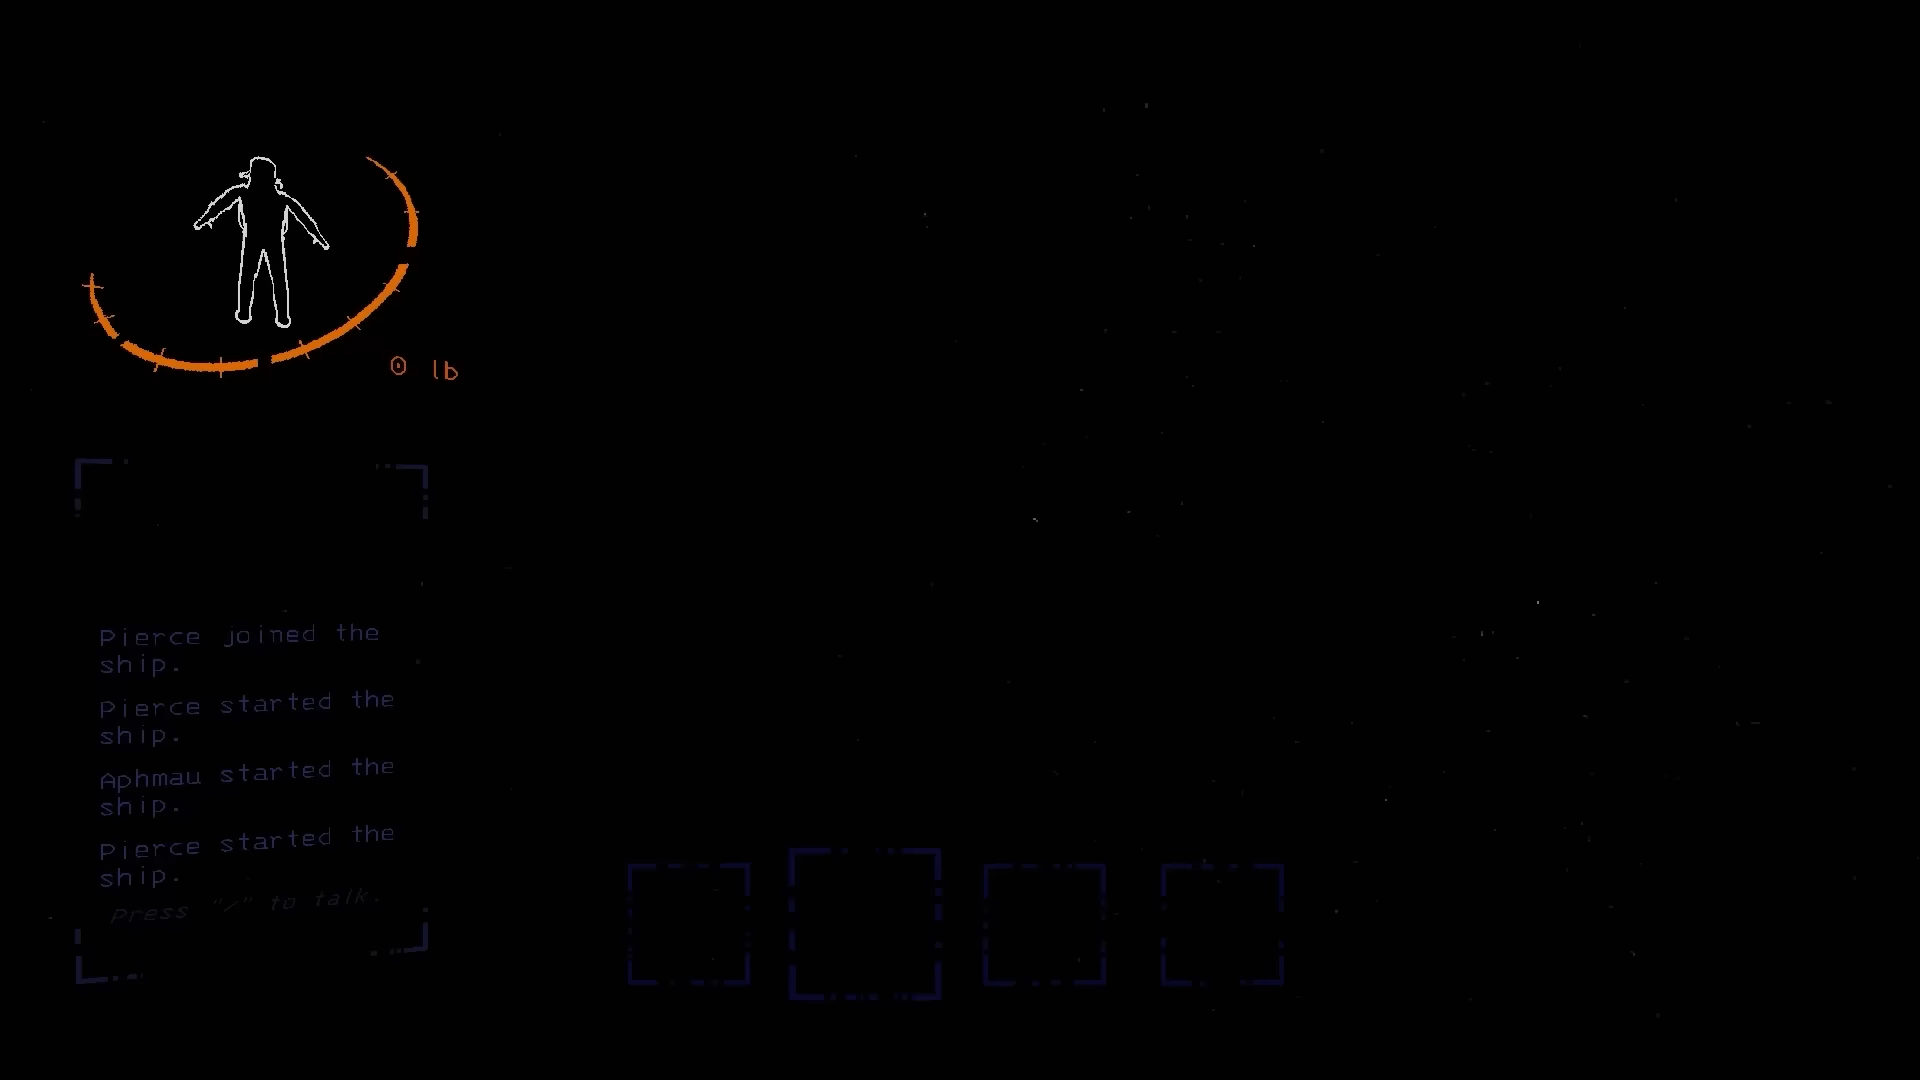 0 lb
Pierce joined the
ship.
Pierce started the
ship.
Aphmau started the
ship.
Pierce started the
ship.
Press "/" to talk.